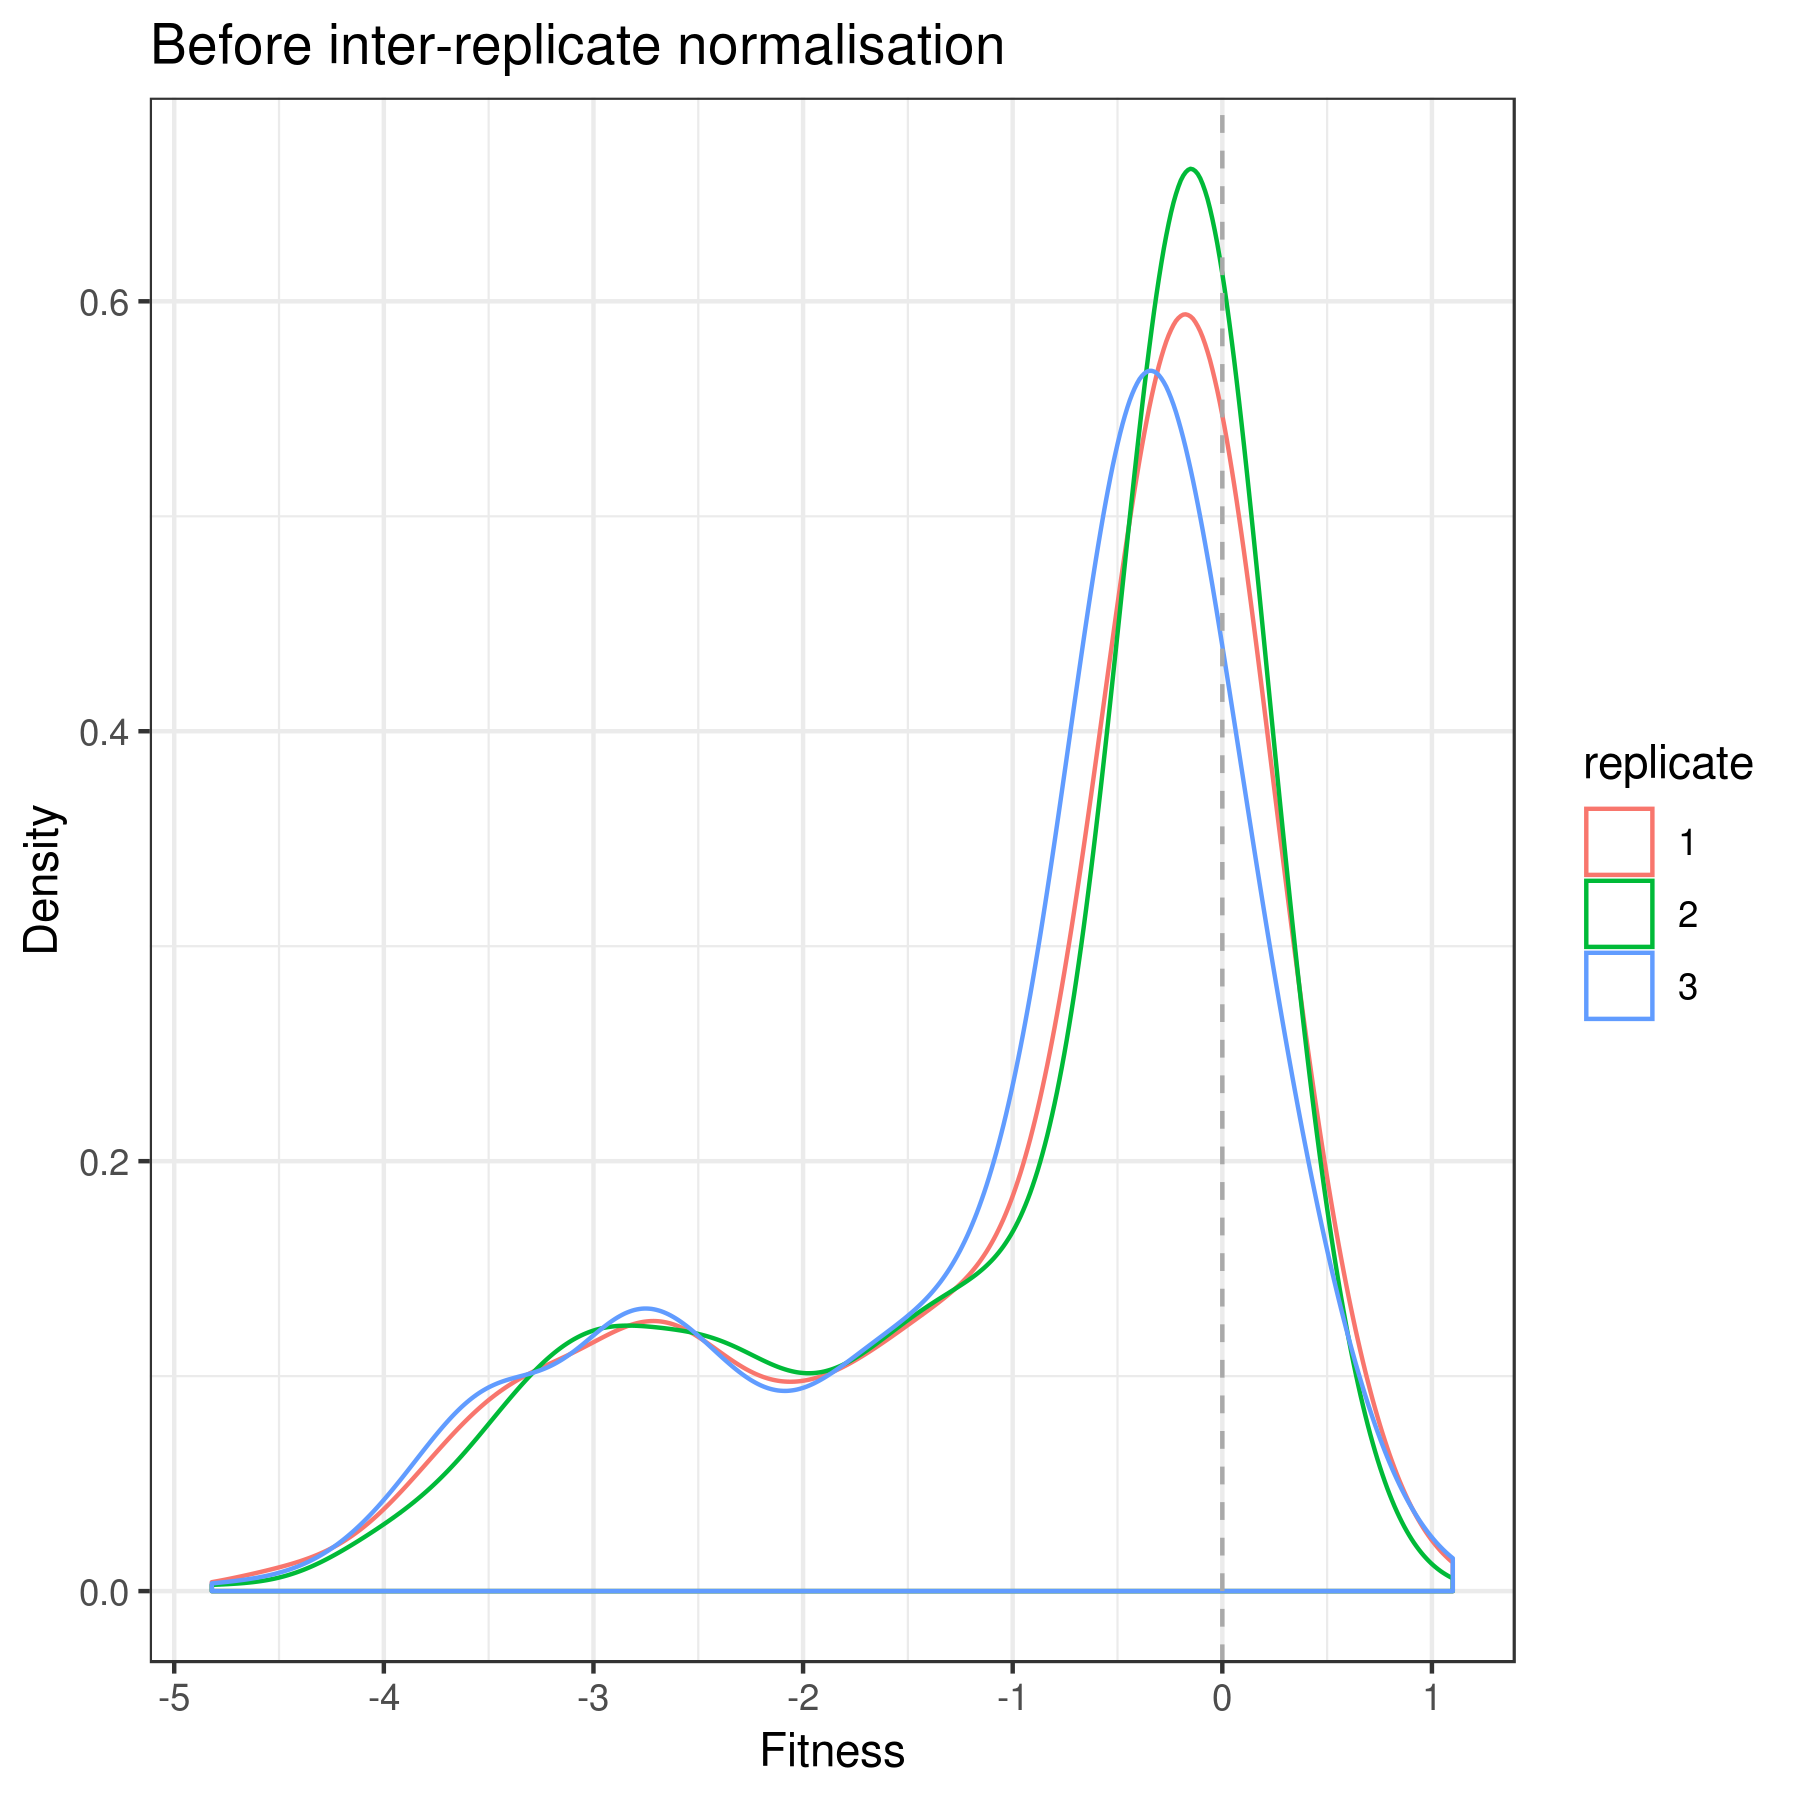 Before inter-replicate normalisation
0.6
0.4
0.2
0.0
Density
-5 -4 -3 -2 -1 0 1
Fitness
replicate
1
2
3